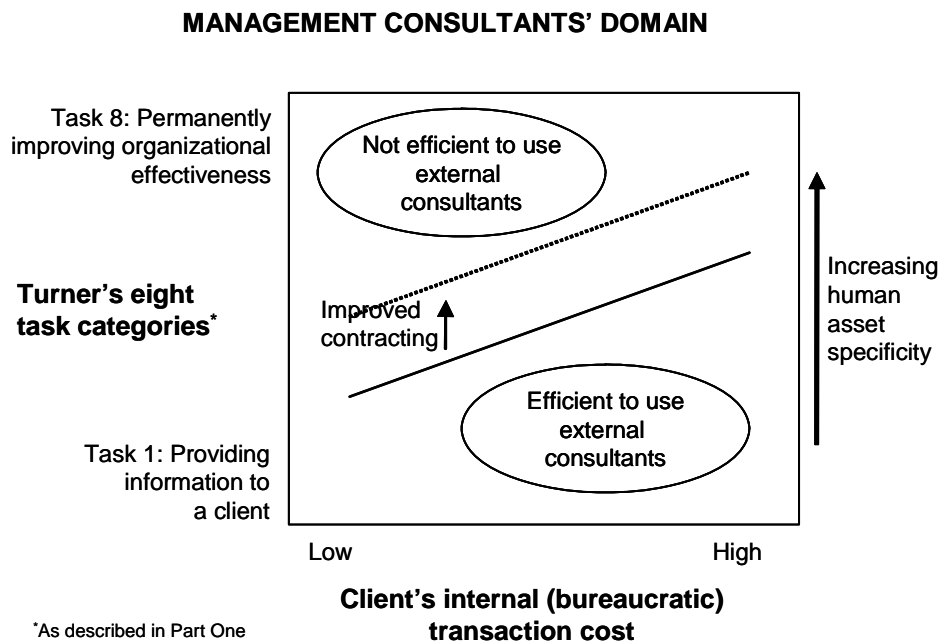 MANAGEMENT CONSULTANTS' DOMAIN
Task 8: Permanently
improving organizational
effectiveness
Not efficient to use
external
consultants
Turner's eight
task categories*
Improved
contracting
Increasing
human
asset
specificity
Efficient to use
external
consultants
Task 1: Providing
information to
a client
Low
High
Client's internal (bureaucratic)
transaction cost
*As described in Part One